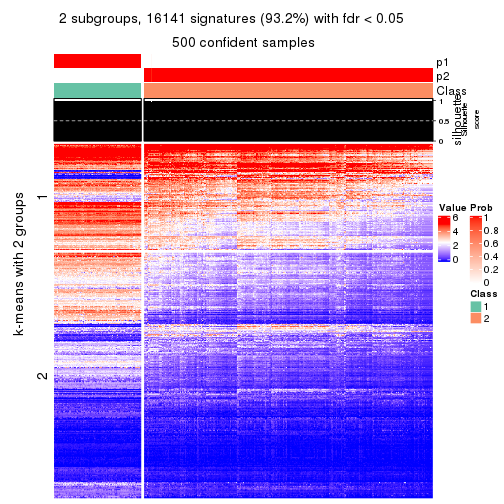 2 subgroups, 16141 signatures (93.2%) with fdr < 0.05
500 confident samples
p1
p2
Class
1
0.5
0
silhouette
Silhouette
score
k-means with 2 groups
1
2
Value
6
4
2
0
Prob
1
0.8
0.6
0.4
0.2
0
Class
1
2